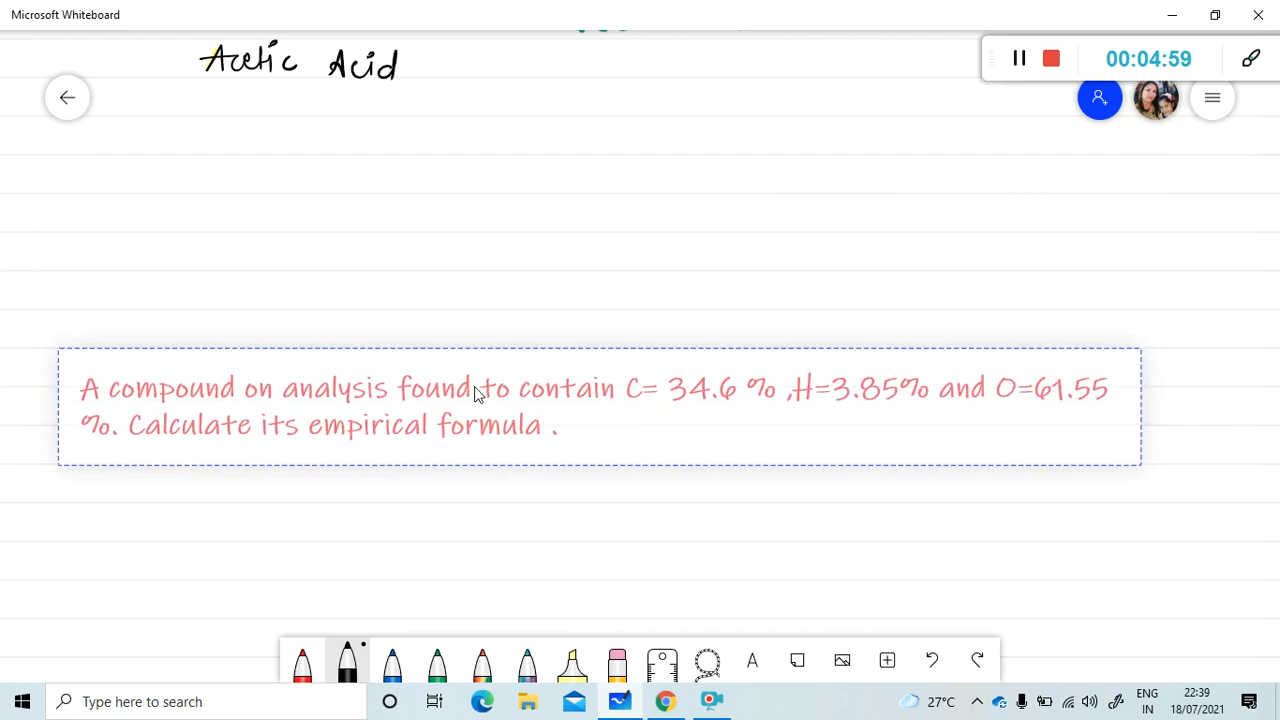 Microsoft Whiteboard
Acetic Acid
00:04:59
A compound on analysis found to contain C= 34.6 % ,H=3.85% and O=61.55
%. Calculate its empirical formula .
A
Type here to search
27°C
ENG
IN
22:39
18/07/2021